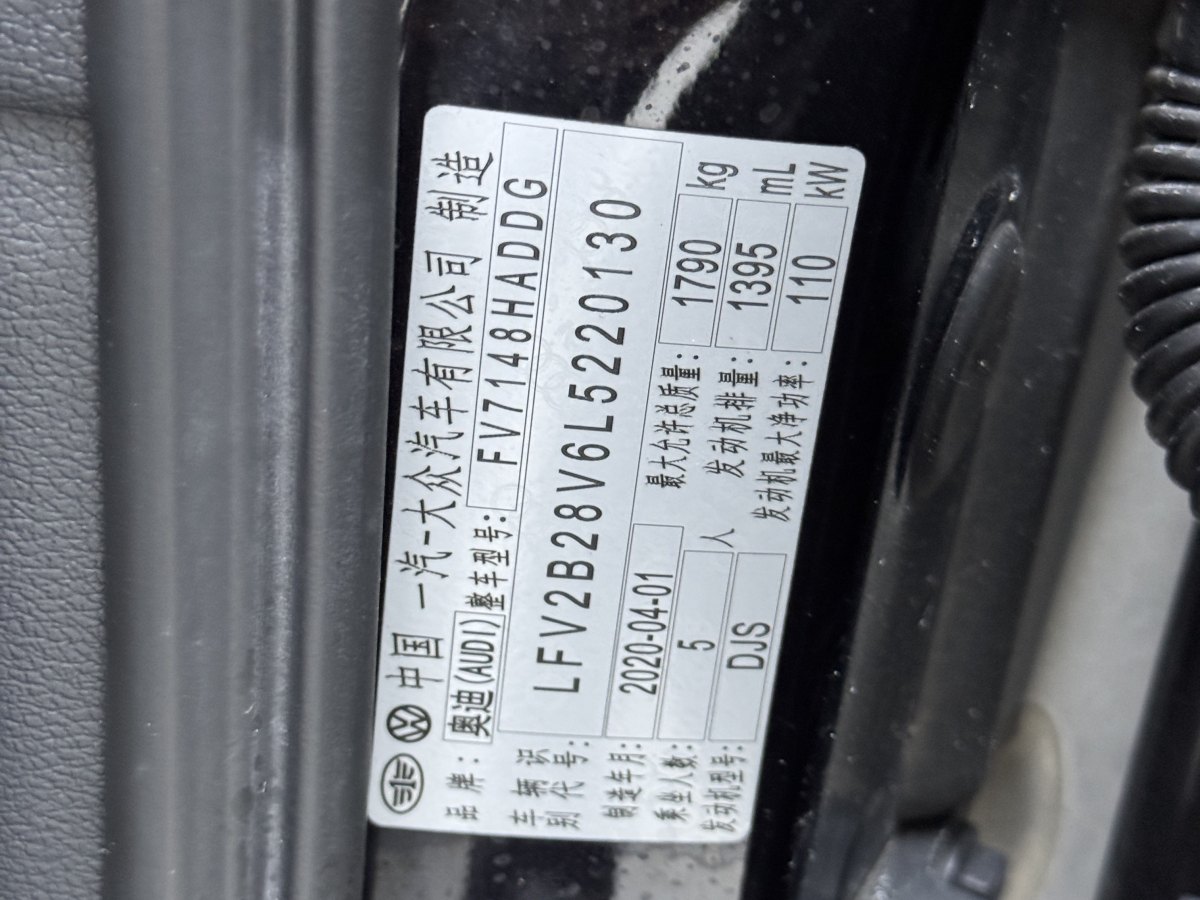 中国 一汽-大众汽车有限公司 制造
品牌: 奥迪(AUDI) 整车型号: FV7148HADDG
车辆识别代号: LFV2B28V6L5220130
制造年月: 2020-04-01 最大允许总质量: 1790 kg
乘坐人数: 5 人 发动机排量: 1395 mL
发动机型号: DJS 发动机最大净功率: 110 kW